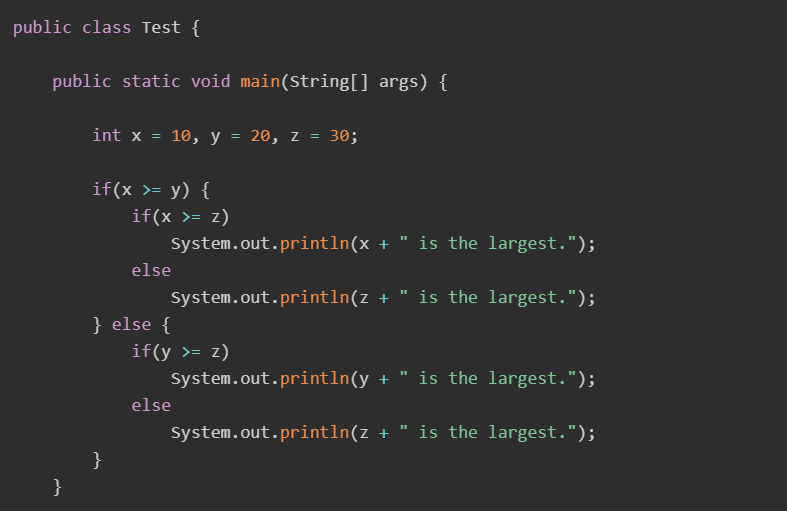 public class Test {
    public static void main(String[] args) {
        int x = 10, y = 20, z = 30;
        if(x >= y) {
            if(x >= z)
                System.out.println(x + " is the largest.");
            else
                System.out.println(z + " is the largest.");
        } else {
            if(y >= z)
                System.out.println(y + " is the largest.");
            else
                System.out.println(z + " is the largest.");
        }
    }